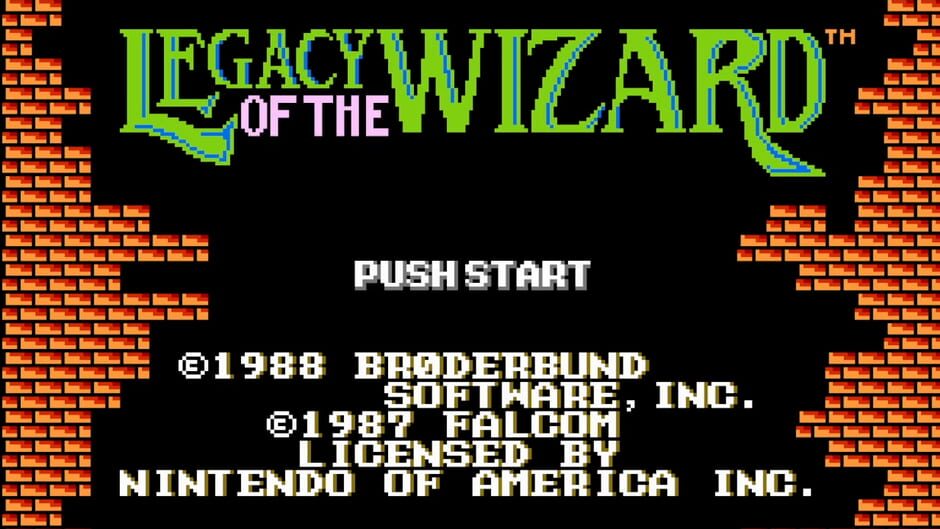 LEGACY OF THE WIZARD™
PUSH START
©1988 BRØDERBUND
SOFTWARE, INC.
©1987 FALCOM
LICENSED BY
NINTENDO OF AMERICA INC.